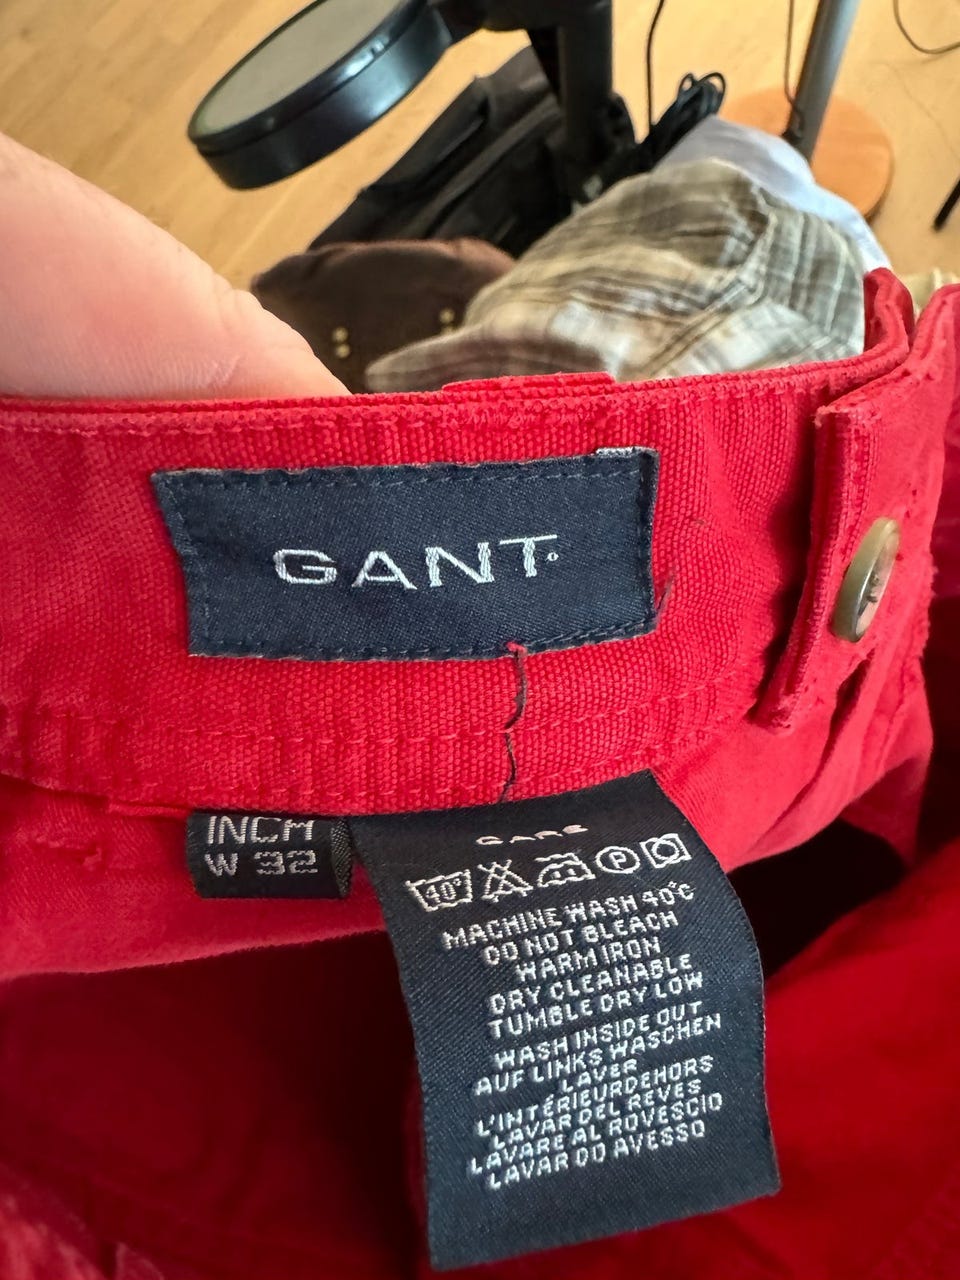 GANT
INCH
W 32
CARE
40°
P
MACHINE WASH 40°C
DO NOT BLEACH
WARM IRON
DRY CLEANABLE
TUMBLE DRY LOW
WASH INSIDE OUT
AUF LINKS WASCHEN
LAVER
L'INTÉRIEURDEHORS
LAVAR DEL REVES
LAVARE AL ROVESCIO
LAVAR DO AVESSO